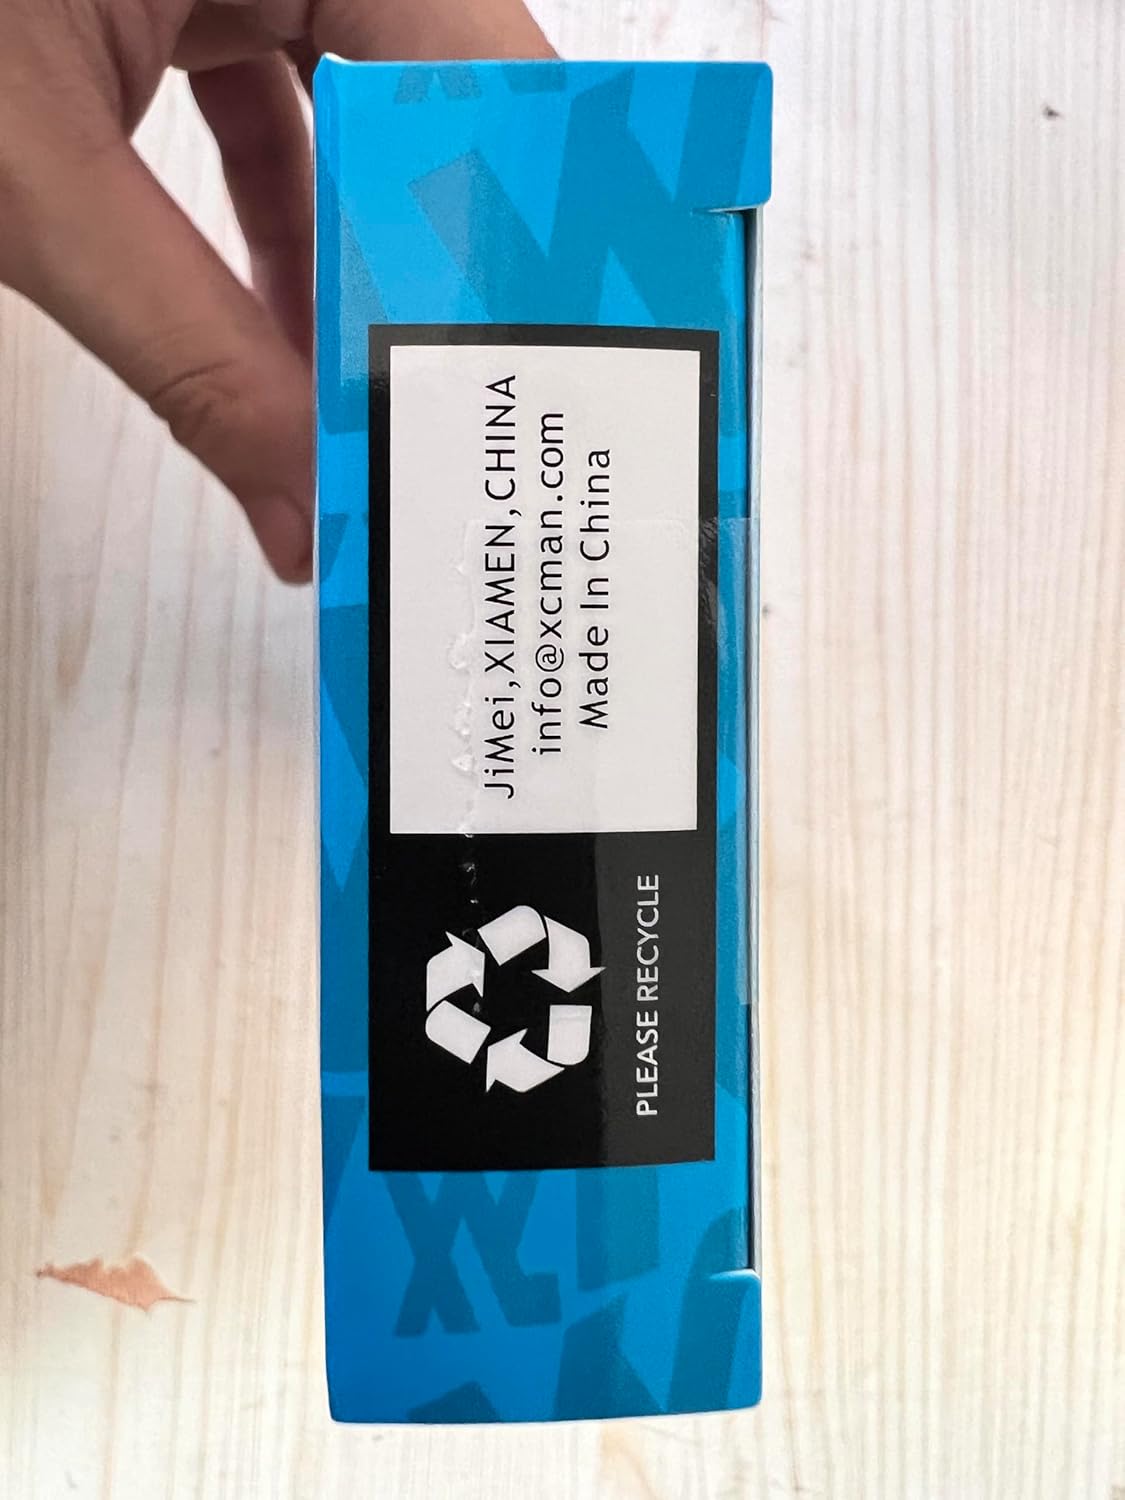 JiMei,XIAMEN,CHINA
info@xcman.com
Made In China
PLEASE RECYCLE